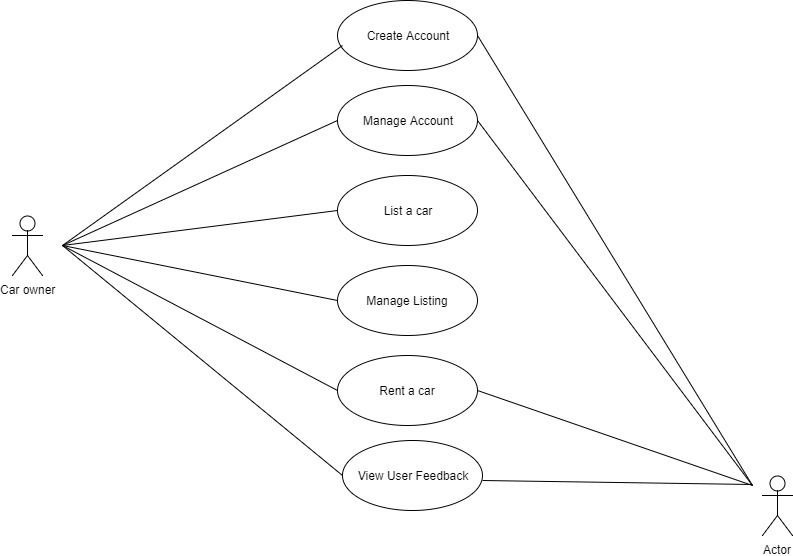 Create Account
Manage Account
List a car
Car owner
Manage Listing
Rent a car
View User Feedback
Actor